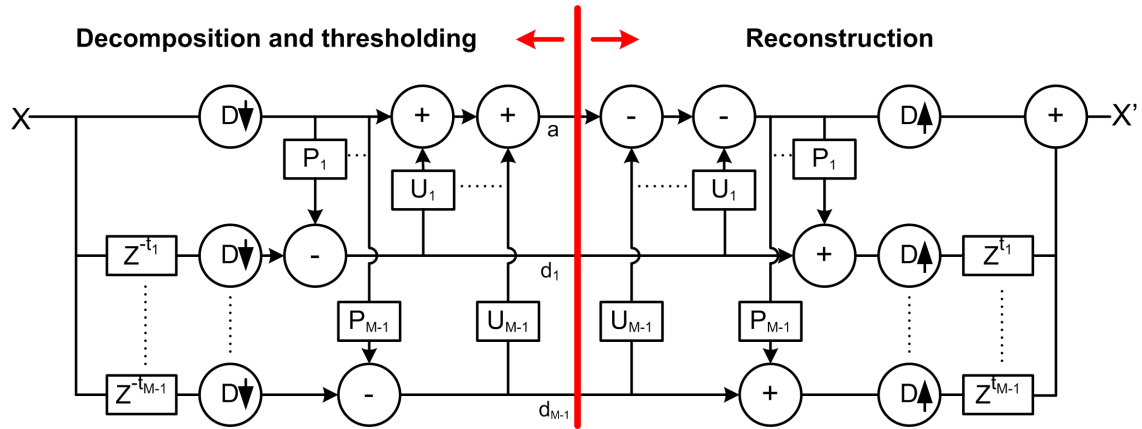 Decomposition and thresholding
Reconstruction
X D + + a - - D + X'
P1 U1 U1 P1
Z-t1 D - d1 + D Zt1
PM-1 UM-1 UM-1 PM-1
Z-tM-1 D - dM-1 + D ZtM-1